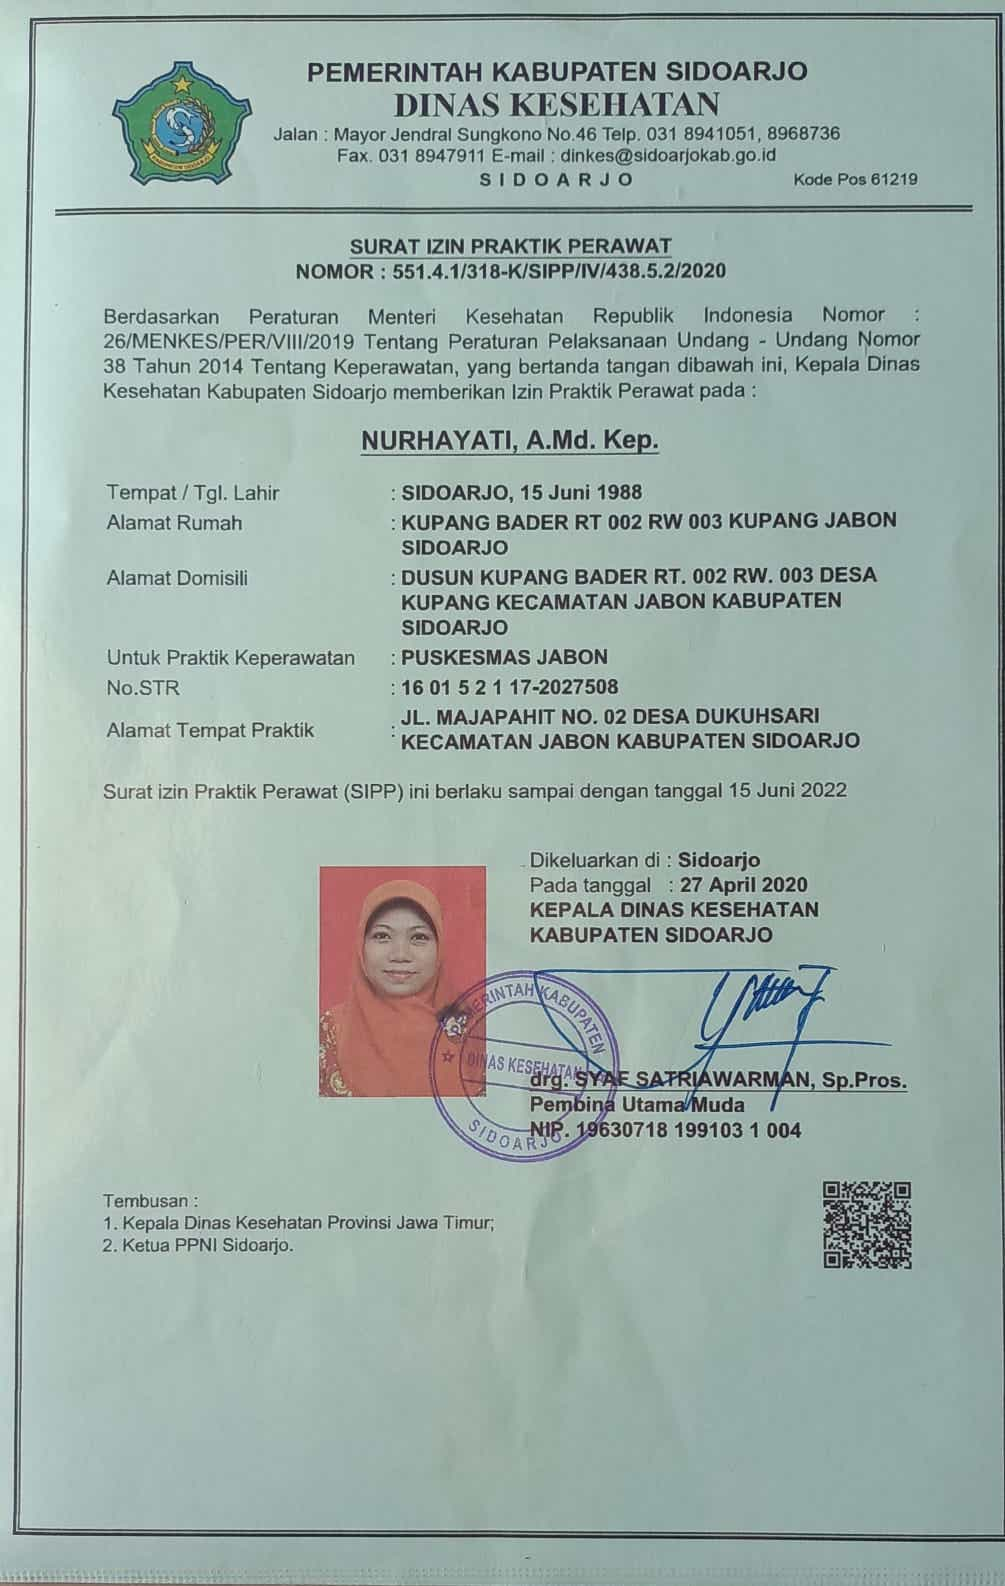 PEMERINTAH KABUPATEN SIDOARJO
DINAS KESEHATAN
Jalan : Mayor Jendral Sungkono No.46 Telp. 031 8941051, 8968736
Fax. 031 8947911 E-mail : dinkes@sidoarjokab.go.id
S I D O A R J O Kode Pos 61219
KABUPATEN SIDOARJO
SURAT IZIN PRAKTIK PERAWAT
NOMOR : 551.4.1/318-K/SIPP/IV/438.5.2/2020
Berdasarkan Peraturan Menteri Kesehatan Republik Indonesia Nomor :
26/MENKES/PER/VIII/2019 Tentang Peraturan Pelaksanaan Undang - Undang Nomor
38 Tahun 2014 Tentang Keperawatan, yang bertanda tangan dibawah ini, Kepala Dinas
Kesehatan Kabupaten Sidoarjo memberikan Izin Praktik Perawat pada :
NURHAYATI, A.Md. Kep.
Tempat / Tgl. Lahir : SIDOARJO, 15 Juni 1988
Alamat Rumah : KUPANG BADER RT 002 RW 003 KUPANG JABON
SIDOARJO
Alamat Domisili : DUSUN KUPANG BADER RT. 002 RW. 003 DESA
KUPANG KECAMATAN JABON KABUPATEN
SIDOARJO
Untuk Praktik Keperawatan : PUSKESMAS JABON
No.STR : 16 01 5 2 1 17-2027508
Alamat Tempat Praktik : JL. MAJAPAHIT NO. 02 DESA DUKUHSARI
KECAMATAN JABON KABUPATEN SIDOARJO
Surat izin Praktik Perawat (SIPP) ini berlaku sampai dengan tanggal 15 Juni 2022
Dikeluarkan di : Sidoarjo
Pada tanggal : 27 April 2020
KEPALA DINAS KESEHATAN
KABUPATEN SIDOARJO
PEMERINTAH KABUPATEN
DINAS KESEHATAN
SIDOARJO
drg. SYAF SATRIAWARMAN, Sp.Pros.
Pembina Utama Muda
NIP. 19630718 199103 1 004
Tembusan :
1. Kepala Dinas Kesehatan Provinsi Jawa Timur;
2. Ketua PPNI Sidoarjo.